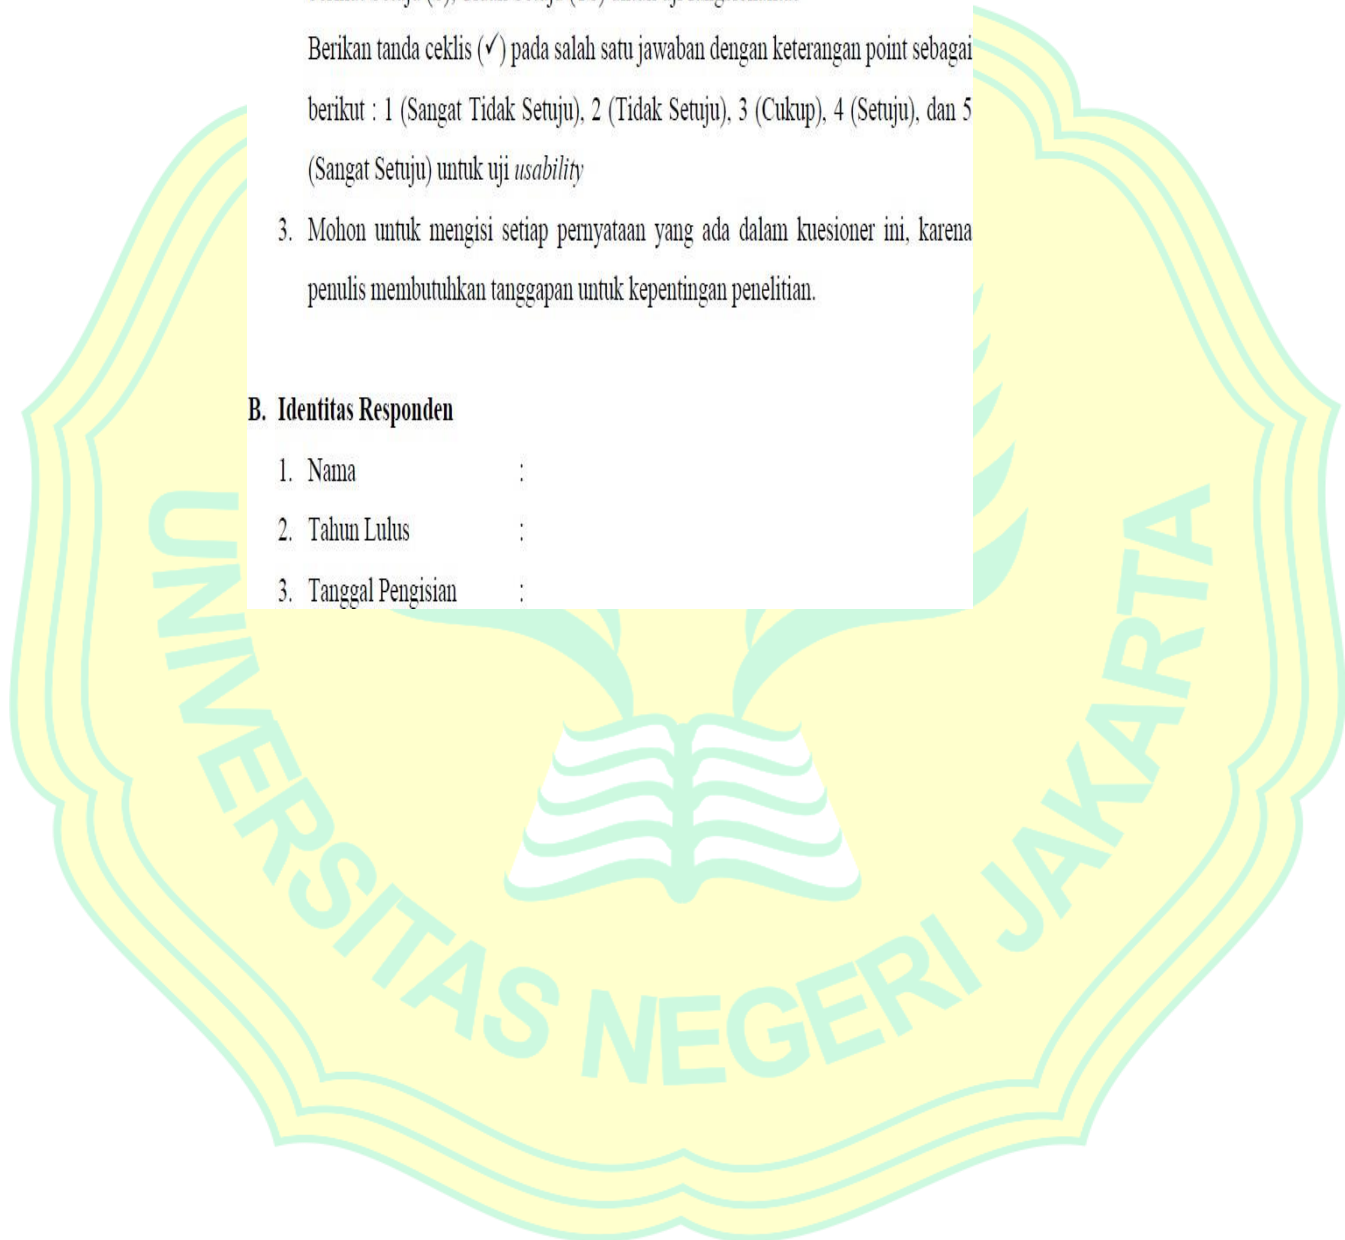 Berikan tanda ceklis (✓) pada salah satu jawaban dengan keterangan point sebagai
berikut : 1 (Sangat Tidak Setuju), 2 (Tidak Setuju), 3 (Cukup), 4 (Setuju), dan 5
(Sangat Setuju) untuk uji usability
3. Mohon untuk mengisi setiap pernyataan yang ada dalam kuesioner ini, karena
penulis membutuhkan tanggapan untuk kepentingan penelitian.
B. Identitas Responden
1. Nama :
2. Tahun Lulus :
3. Tanggal Pengisian :
UNIVERSITAS NEGERI JAKARTA